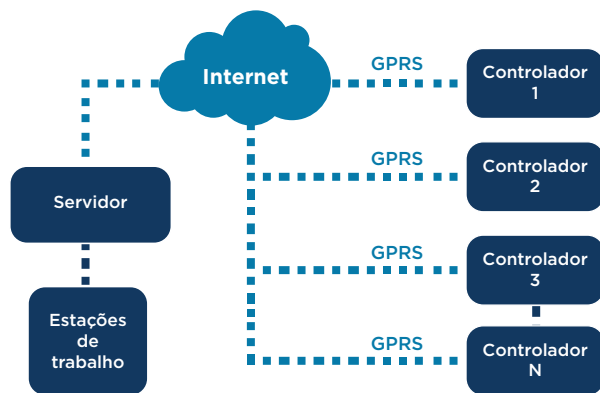 Internet
GPRS
Controlador
1
GPRS
Controlador
2
Servidor
GPRS
Controlador
3
Estações
de
trabalho
GPRS
Controlador
N